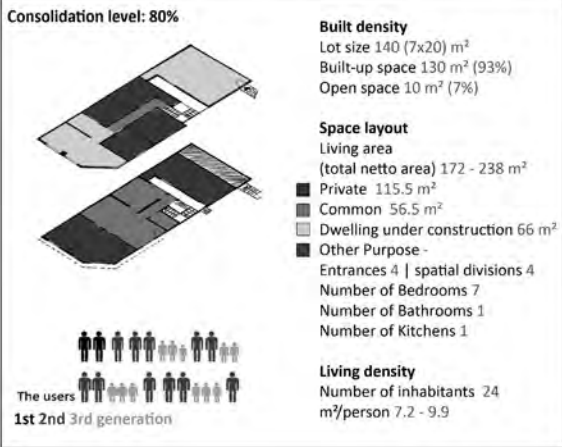 Consolidation level: 80%
Built density
Lot size 140 (7x20) m²
Built-up space 130 m² (93%)
Open space 10 m² (7%)
Space layout
Living area
(total netto area) 172 - 238 m²
Private 115.5 m²
Common 56.5 m²
Dwelling under construction 66 m²
Other Purpose -
Entrances 4 | spatial divisions 4
Number of Bedrooms 7
Number of Bathrooms 1
Number of Kitchens 1
Living density
Number of inhabitants 24
m²/person 7.2 - 9.9
The users
1st 2nd 3rd generation